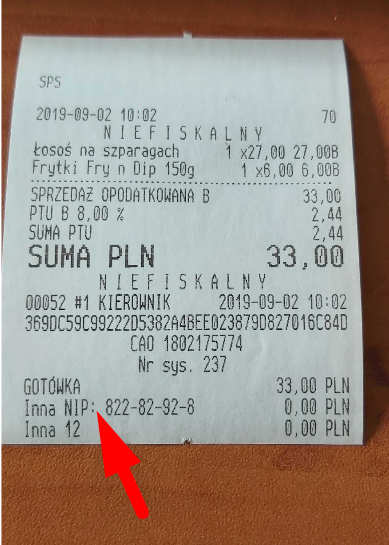 SPS
2019-09-02 10:02 70
NIEFISKALNY
Łosoś na szparagach 1 x27,00 27,00B
Frytki Fry n Dip 150g 1 x6,00 6,00B
SPRZEDAŻ OPODATKOWANA B 33,00
PTU B 8,00 % 2,44
SUMA PTU 2,44
SUMA PLN 33,00
NIEFISKALNY
00052 #1 KIEROWNIK 2019-09-02 10:02
369DC59C99222D5382A4BEE023879D827016C84D
CAO 1802175774
Nr sys. 237
GOTÓWKA 33,00 PLN
Inna NIP: 822-82-92-8 0,00 PLN
Inna 12 0,00 PLN